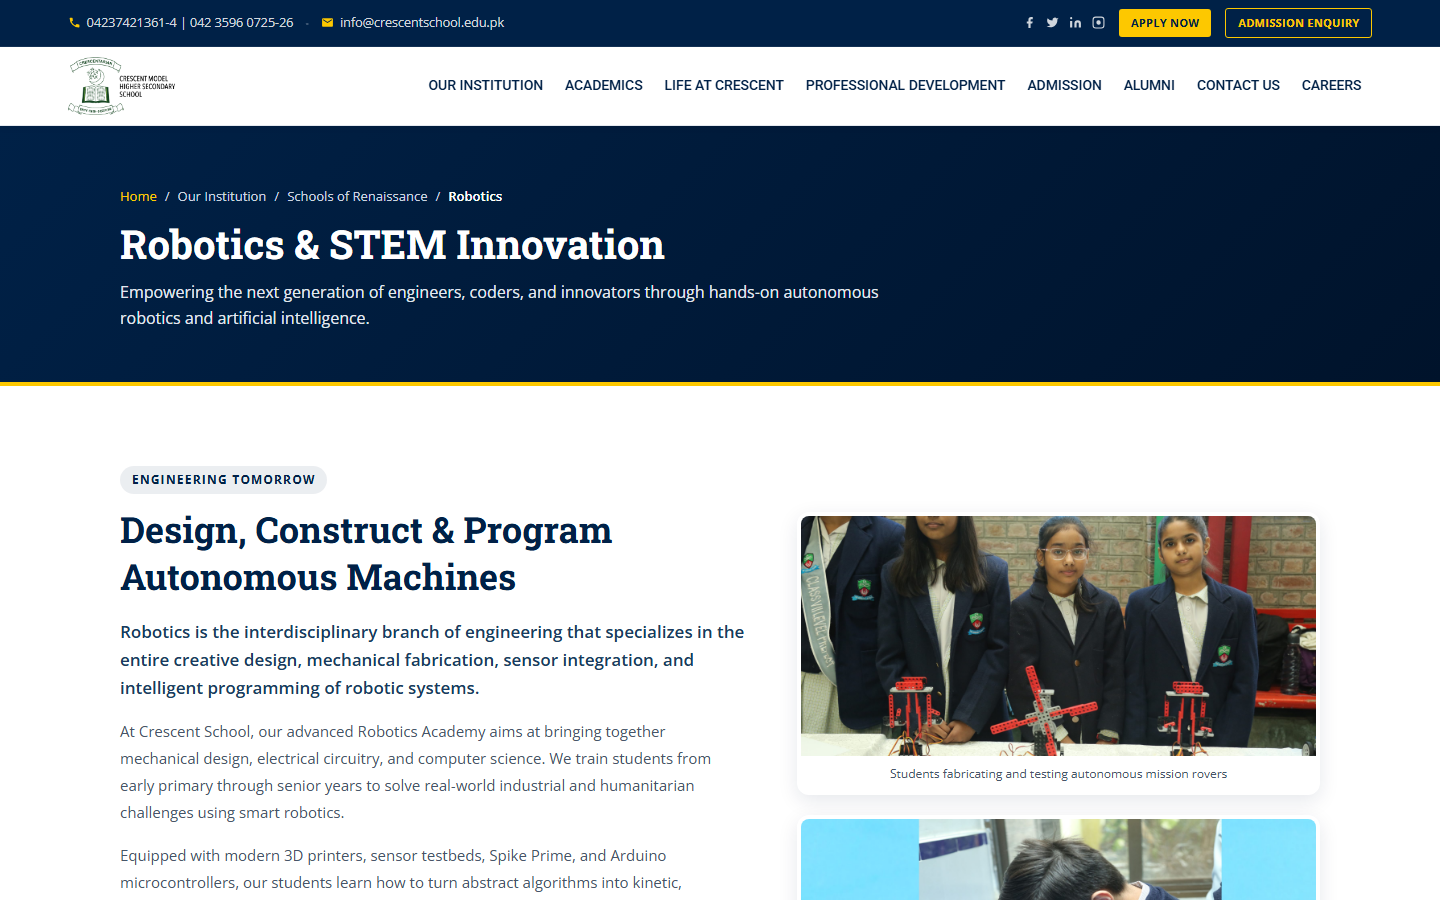 04237421361-4 | 042 3596 0725-26
info@crescentschool.edu.pk
APPLY NOW
ADMISSION ENQUIRY
CRESCENTARIAN
CRESCENT MODEL
HIGHER SECONDARY
SCHOOL
OUR INSTITUTION
ACADEMICS
LIFE AT CRESCENT
PROFESSIONAL DEVELOPMENT
ADMISSION
ALUMNI
CONTACT US
CAREERS
Home / Our Institution / Schools of Renaissance / Robotics
Robotics & STEM Innovation
Empowering the next generation of engineers, coders, and innovators through hands-on autonomous
robotics and artificial intelligence.
ENGINEERING TOMORROW
Design, Construct & Program
Autonomous Machines
Robotics is the interdisciplinary branch of engineering that specializes in the
entire creative design, mechanical fabrication, sensor integration, and
intelligent programming of robotic systems.
At Crescent School, our advanced Robotics Academy aims at bringing together
mechanical design, electrical circuitry, and computer science. We train students from
early primary through senior years to solve real-world industrial and humanitarian
challenges using smart robotics.
Equipped with modern 3D printers, sensor testbeds, Spike Prime, and Arduino
microcontrollers, our students learn how to turn abstract algorithms into kinetic,
Students fabricating and testing autonomous mission rovers